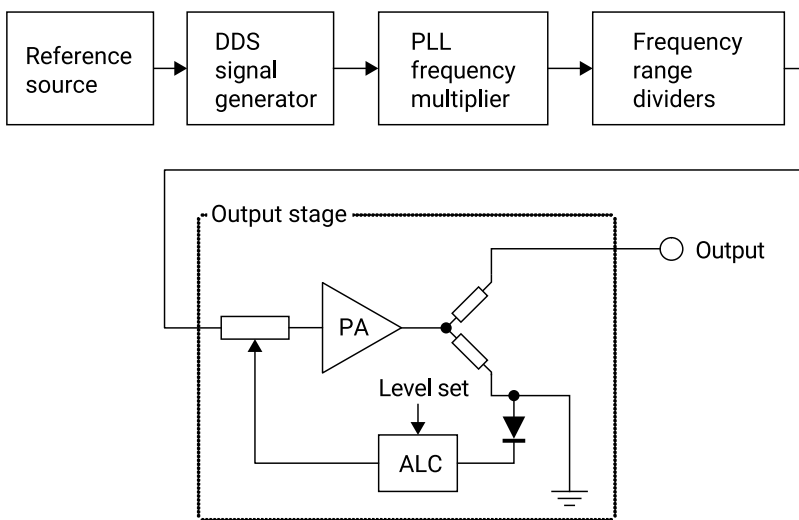 Reference
source
DDS
signal
generator
PLL
frequency
multiplier
Frequency
range
dividers
Output stage
Output
PA
Level set
ALC